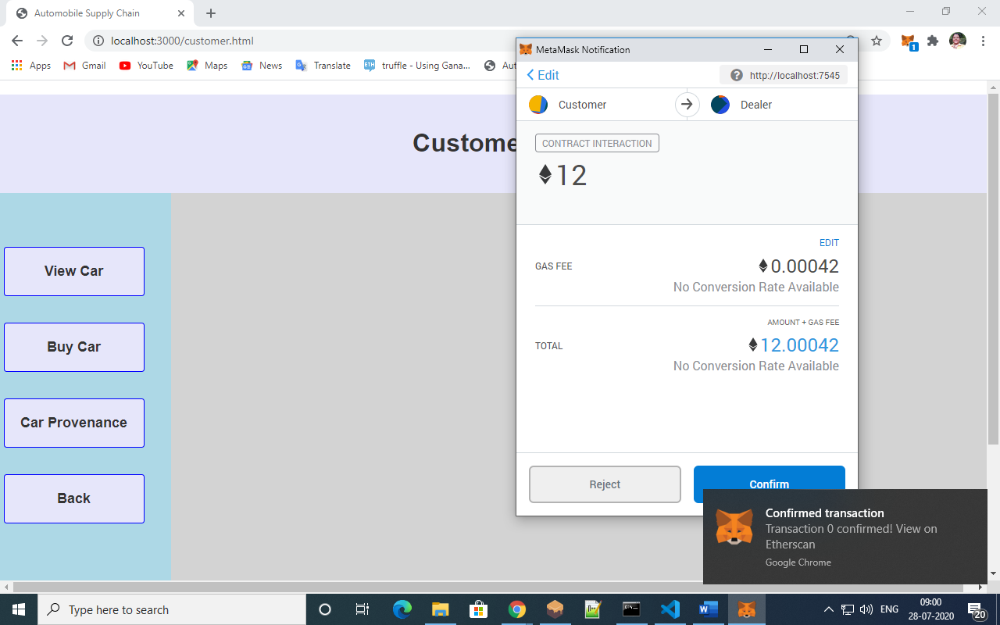 Automobile Supply Chain
localhost:3000/customer.html
Apps
Gmail
YouTube
Maps
News
Translate
ETH
truffle - Using Gana...
Aut
1
MetaMask Notification
Edit
http://localhost:7545
Customer
Dealer
CONTRACT INTERACTION
12
EDIT
GAS FEE
0.00042
No Conversion Rate Available
AMOUNT + GAS FEE
TOTAL
12.00042
No Conversion Rate Available
Reject
Confirm
Custome
View Car
Buy Car
Car Provenance
Back
Confirmed transaction
Transaction 0 confirmed! View on
Etherscan
Google Chrome
Type here to search
ENG
09:00
28-07-2020
20